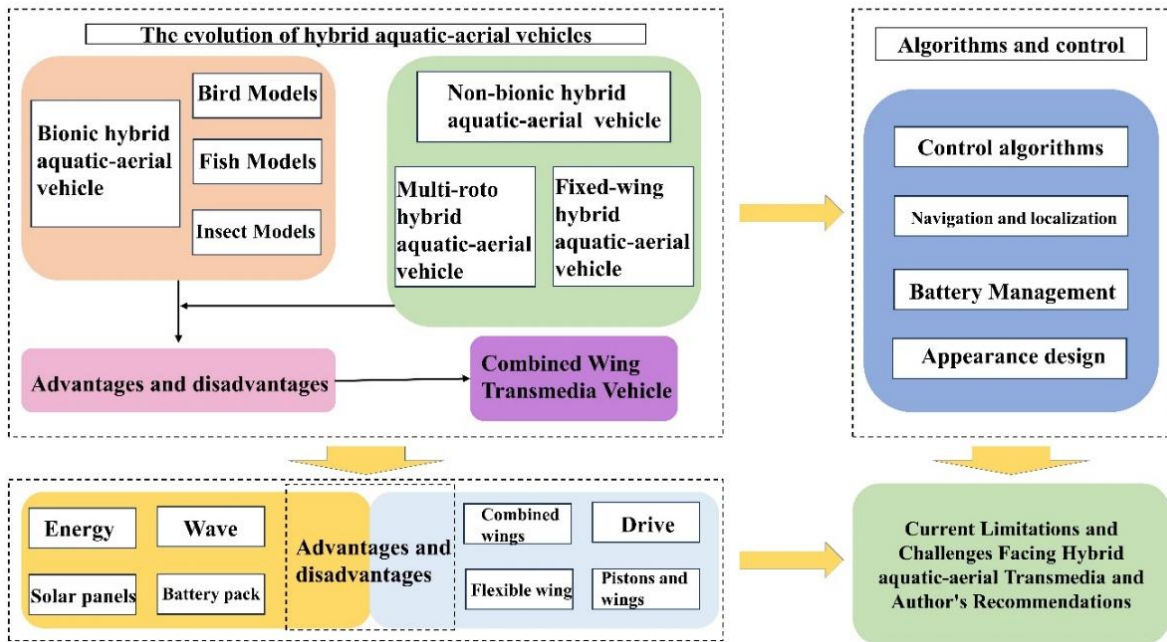 The evolution of hybrid aquatic-aerial vehicles
Bionic hybrid
aquatic-aerial
vehicle
Bird Models
Fish Models
Insect Models
Non-bionic hybrid
aquatic-aerial vehicle
Multi-roto
hybrid
aquatic-aerial
vehicle
Fixed-wing
hybrid
aquatic-aerial
vehicle
Advantages and disadvantages
Combined Wing
Transmedia Vehicle
Algorithms and control
Control algorithms
Navigation and localization
Battery Management
Appearance design
Energy
Wave
Solar panels
Battery pack
Advantages and
disadvantages
Combined
wings
Drive
Flexible wing
Pistons and
wings
Current Limitations and
Challenges Facing Hybrid
aquatic-aerial Transmedia and
Author's Recommendations